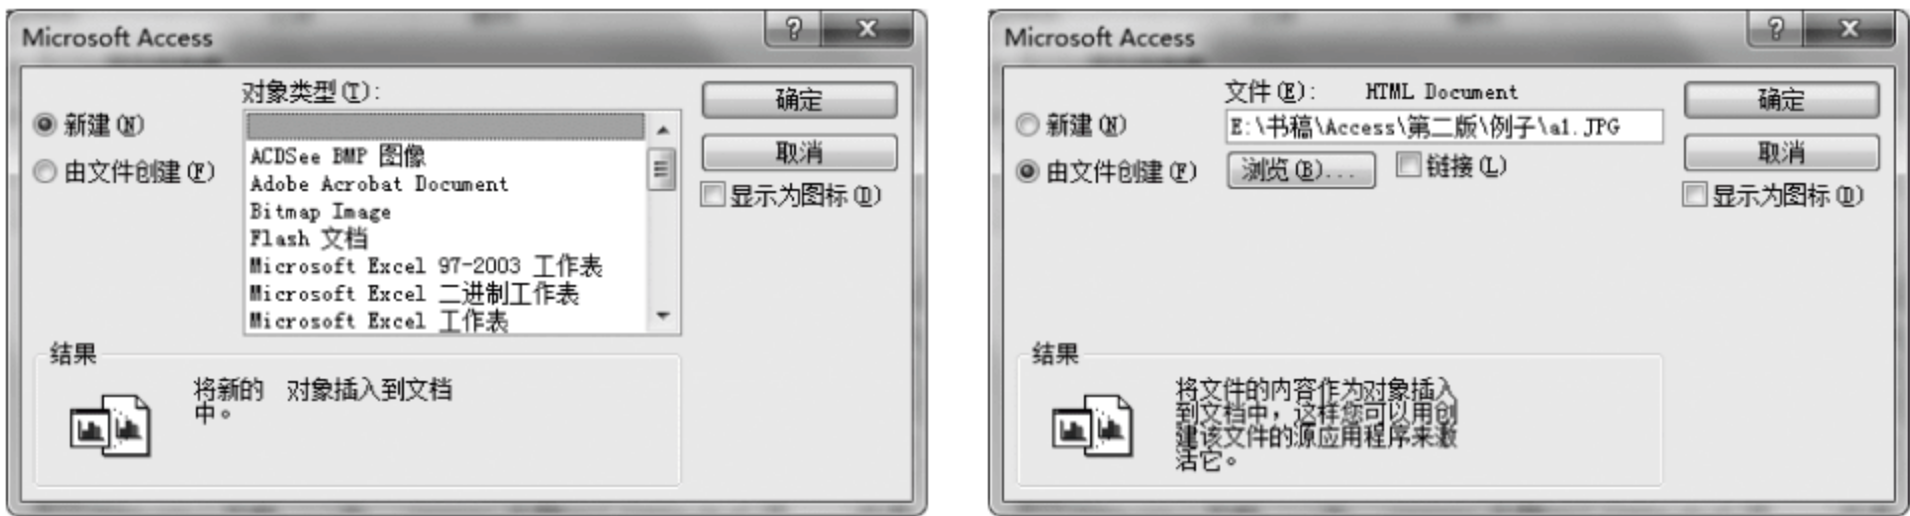 Microsoft Access
对象类型(T):
新建(N)
由文件创建(F)
ACDSee BMP 图像
Adobe Acrobat Document
Bitmap Image
Flash 文档
Microsoft Excel 97-2003 工作表
Microsoft Excel 二进制工作表
Microsoft Excel 工作表
确定
取消
显示为图标(D)
结果
将新的 对象插入到文档
中。
Microsoft Access
文件(E): HTML Document
新建(N)
E:\书稿\Access\第二版\例子\a1.JPG
由文件创建(F)
浏览(B)...
链接(L)
确定
取消
显示为图标(D)
结果
将文件的内容作为对象插入
到文档中，这样您可以用创
建该文件的源应用程序来激
活它。